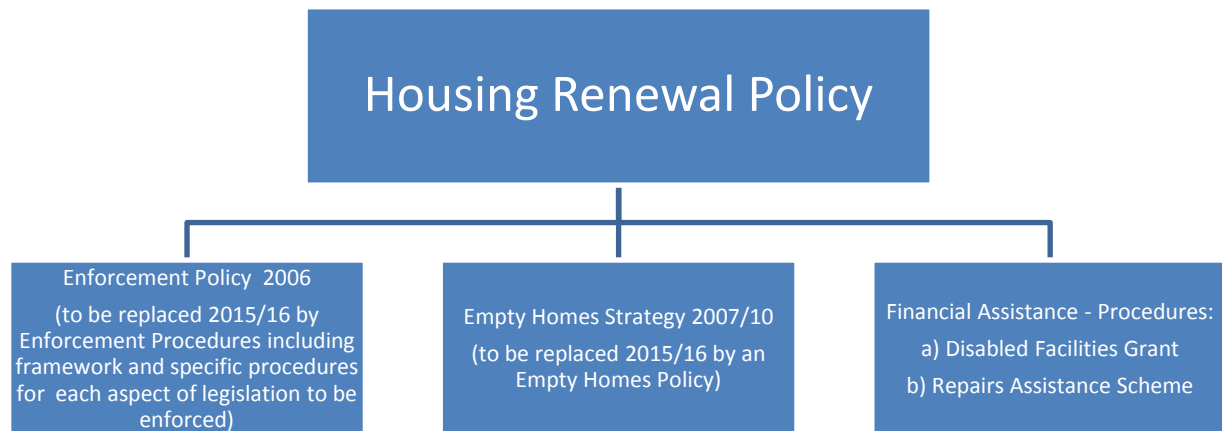 Housing Renewal Policy
Enforcement Policy  2006
(to be replaced 2015/16 by
Enforcement Procedures including
framework and specific procedures
for  each aspect of legislation to be
enforced)
Empty Homes Strategy 2007/10
(to be replaced 2015/16 by an
Empty Homes Policy)
Financial Assistance - Procedures:
a) Disabled Facilities Grant
b) Repairs Assistance Scheme